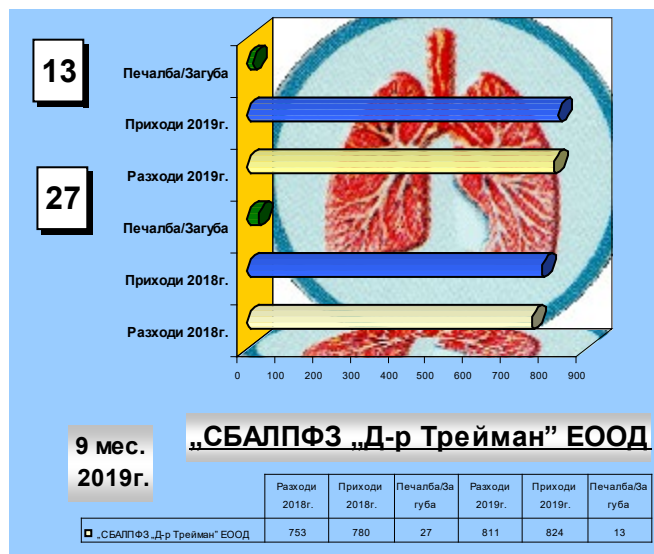 13
Печалба/Загуба
Приходи 2019г.
Разходи 2019г.
27
Печалба/Загуба
Приходи 2018г.
Разходи 2018г.
0 100 200 300 400 500 600 700 800 900
9 мес.
2019г.
„СБАЛПФЗ „Д-р Трейман” ЕООД
Разходи 2018г. Приходи 2018г. Печалба/Загуба Разходи 2019г. Приходи 2019г. Печалба/Загуба
„СБАЛПФЗ „Д-р Трейман” ЕООД 753 780 27 811 824 13